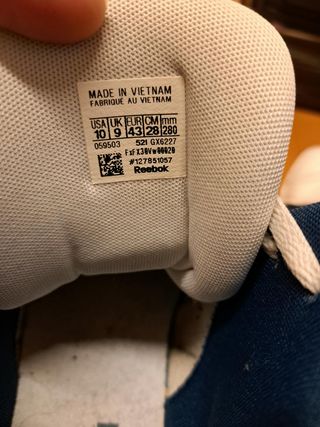 MADE IN VIETNAM
FABRIQUÉ AU VIETNAM
USA UK EUR CM mm
10 9 43 28 280
059503 521 GX6227
FxFX38Vw00020
#127851057
Reebok